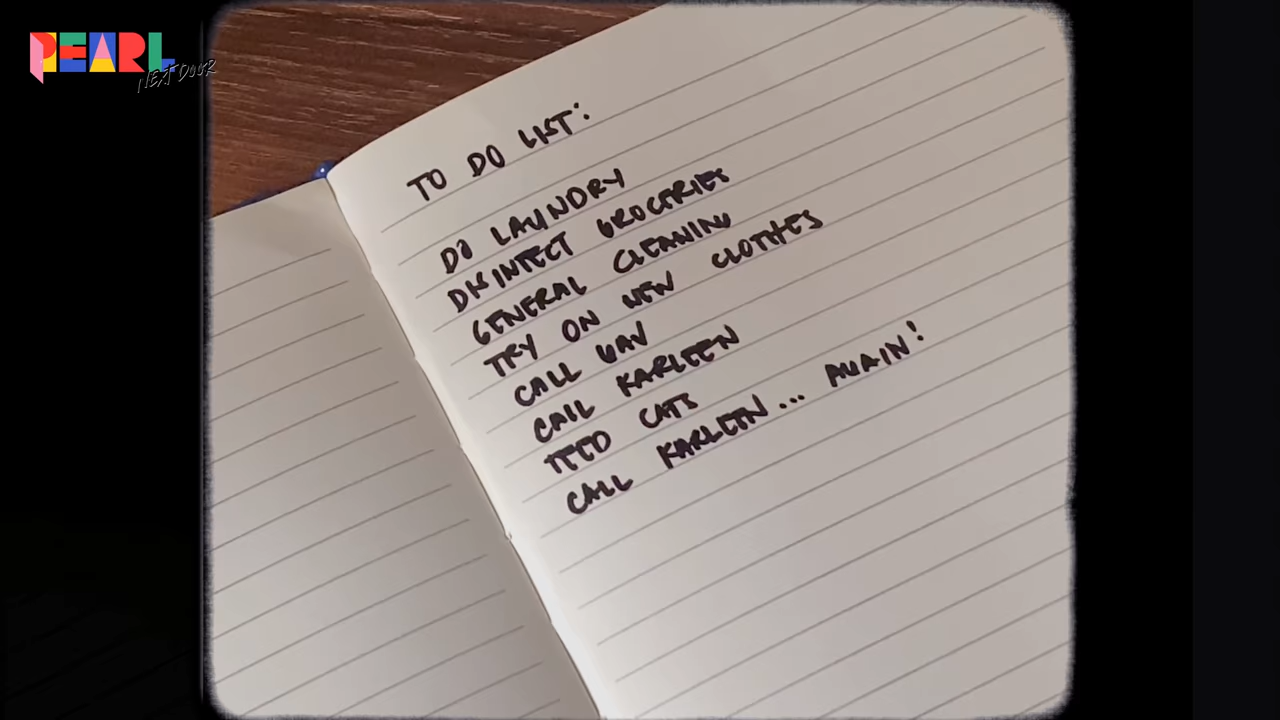 PEARL
NEXT DOOR
TO DO LIST:
DO LAUNDRY
DISINFECT GROCERIES
GENERAL CLEANING
TRY ON NEW CLOTHES
CALL GAV
CALL KARLEEN
FEED CATS
CALL KARLEEN... AGAIN!